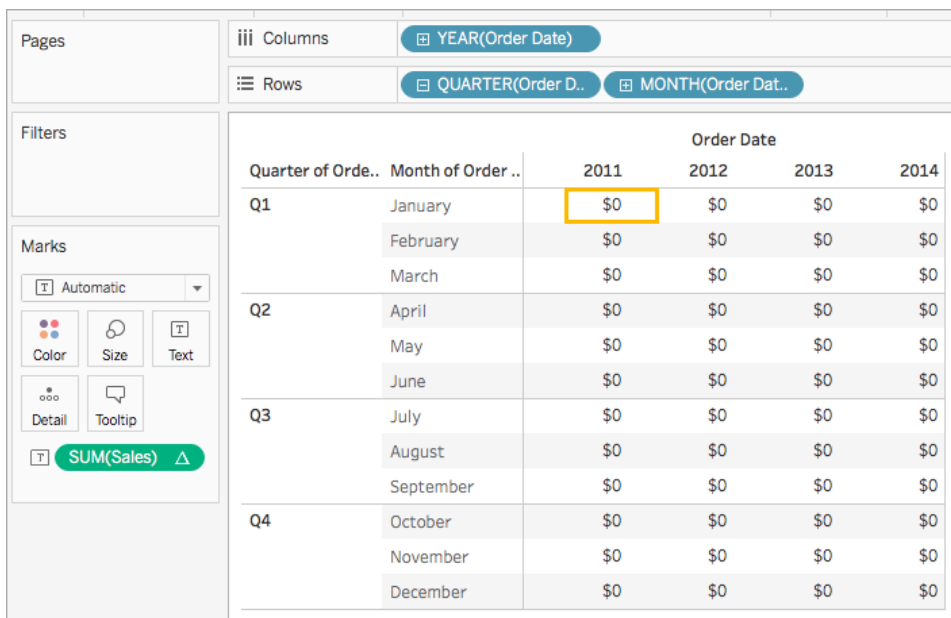 Pages
iii Columns
YEAR(Order Date)
Rows
QUARTER(Order D..
MONTH(Order Dat..
Filters
Order Date
Quarter of Orde.. Month of Order .. 2011 2012 2013 2014
Q1 January $0 $0 $0 $0
February $0 $0 $0 $0
March $0 $0 $0 $0
Q2 April $0 $0 $0 $0
May $0 $0 $0 $0
June $0 $0 $0 $0
Q3 July $0 $0 $0 $0
August $0 $0 $0 $0
September $0 $0 $0 $0
Q4 October $0 $0 $0 $0
November $0 $0 $0 $0
December $0 $0 $0 $0
Marks
T Automatic
Color Size T Text
Detail Tooltip
T SUM(Sales) Δ